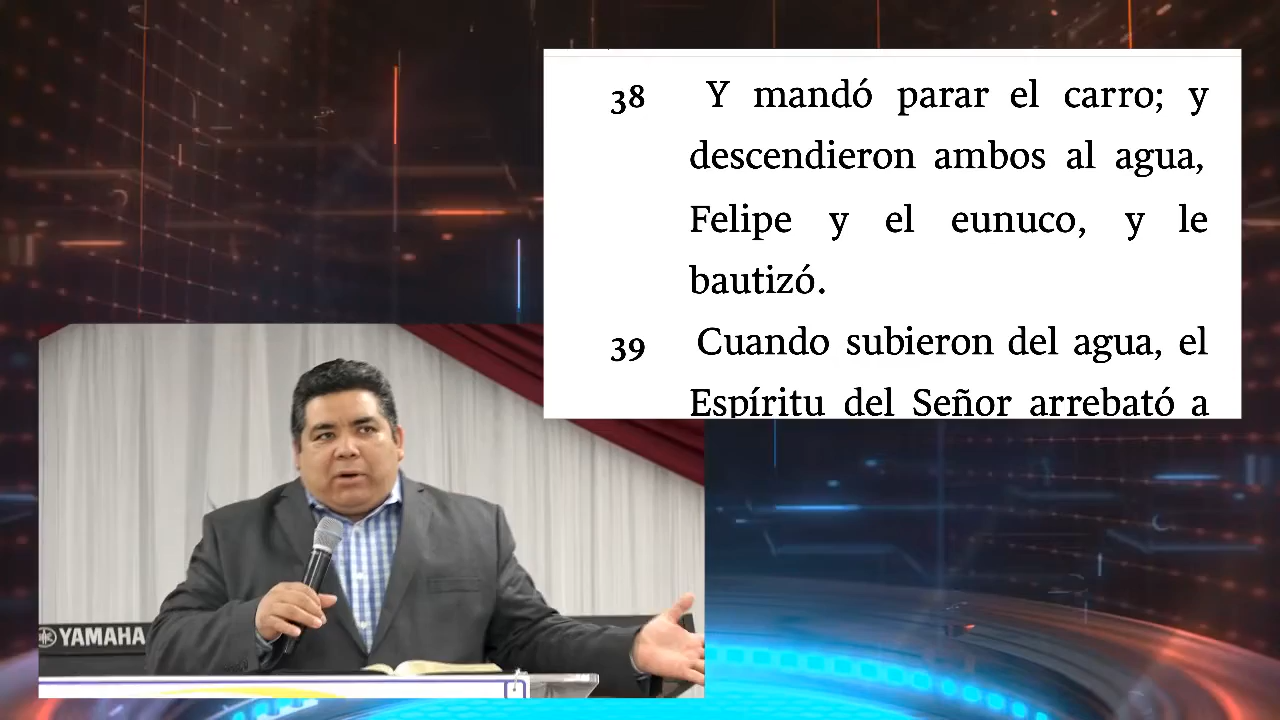 38 Y mandó parar el carro; y
descendieron ambos al agua,
Felipe y el eunuco, y le
bautizó.
39 Cuando subieron del agua, el
Espíritu del Señor arrebató a
YAMAHA